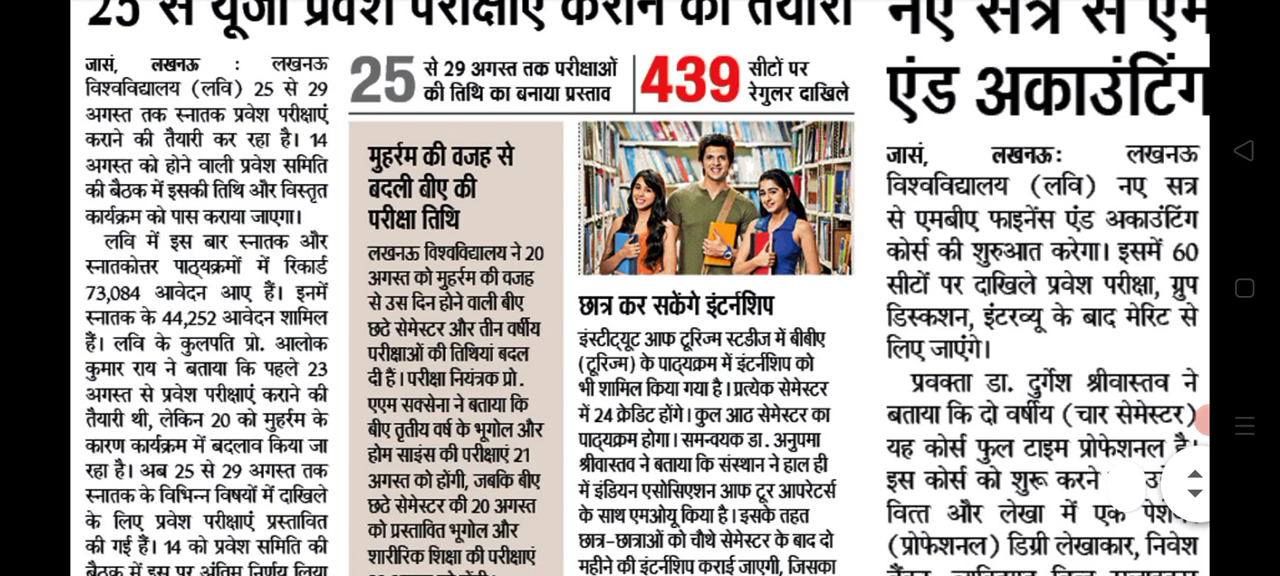 25 से यूजी प्रवेश परीक्षाएं कराने की तैयारी
जासं, लखनऊ : लखनऊ
विश्वविद्यालय (लवि) 25 से 29
अगस्त तक स्नातक प्रवेश परीक्षाएं
कराने की तैयारी कर रहा है। 14
अगस्त को होने वाली प्रवेश समिति
की बैठक में इसकी तिथि और विस्तृत
कार्यक्रम को पास कराया जाएगा।
लवि में इस बार स्नातक और
स्नातकोत्तर पाठ्यक्रमों में रिकार्ड
73,084 आवेदन आए हैं। इनमें
स्नातक के 44,252 आवेदन शामिल
हैं। लवि के कुलपति प्रो. आलोक
कुमार राय ने बताया कि पहले 23
अगस्त से प्रवेश परीक्षाएं कराने की
तैयारी थी, लेकिन 20 को मुहर्रम के
कारण कार्यक्रम में बदलाव किया जा
रहा है। अब 25 से 29 अगस्त तक
स्नातक के विभिन्न विषयों में दाखिले
के लिए प्रवेश परीक्षाएं प्रस्तावित
की गई हैं। 14 को प्रवेश समिति की
बैठक में इस पर अंतिम निर्णय लिया
25 से 29 अगस्त तक परीक्षाओं
की तिथि का बनाया प्रस्ताव
439 सीटों पर
रेगुलर दाखिले
मुहर्रम की वजह से
बदली बीए की
परीक्षा तिथि
लखनऊ विश्वविद्यालय ने 20
अगस्त को मुहर्रम की वजह
से उस दिन होने वाली बीए
छठे सेमेस्टर और तीन वर्षीय
परीक्षाओं की तिथियां बदल
दी हैं। परीक्षा नियंत्रक प्रो.
एएम सक्सेना ने बताया कि
बीए तृतीय वर्ष के भूगोल और
होम साइंस की परीक्षाएं 21
अगस्त को होंगी, जबकि बीए
छठे सेमेस्टर की 20 अगस्त
को प्रस्तावित भूगोल और
शारीरिक शिक्षा की परीक्षाएं
छात्र कर सकेंगे इंटर्नशिप
इंस्टीट्यूट आफ टूरिज्म स्टडीज में बीबीए
(टूरिज्म) के पाठ्यक्रम में इंटर्नशिप को
भी शामिल किया गया है। प्रत्येक सेमेस्टर
में 24 क्रेडिट होंगे। कुल आठ सेमेस्टर का
पाठ्यक्रम होगा। समन्वयक डा. अनुपमा
श्रीवास्तव ने बताया कि संस्थान ने हाल ही
में इंडियन एसोसिएशन आफ टूर आपरेटर्स
के साथ एमओयू किया है। इसके तहत
छात्र-छात्राओं को चौथे सेमेस्टर के बाद दो
महीने की इंटर्नशिप कराई जाएगी, जिसका
नए सत्र से एम
एंड अकाउंटिंग
जासं, लखनऊ: लखनऊ
विश्वविद्यालय (लवि) नए सत्र
से एमबीए फाइनेंस एंड अकाउंटिंग
कोर्स की शुरुआत करेगा। इसमें 60
सीटों पर दाखिले प्रवेश परीक्षा, ग्रुप
डिस्कशन, इंटरव्यू के बाद मेरिट से
लिए जाएंगे।
प्रवक्ता डा. दुर्गेश श्रीवास्तव ने
बताया कि दो वर्षीय (चार सेमेस्टर)
यह कोर्स फुल टाइम प्रोफेशनल है।
इस कोर्स को शुरू करने
वित्त और लेखा में एक
(प्रोफेशनल) डिग्री लेखाकार, निवेश